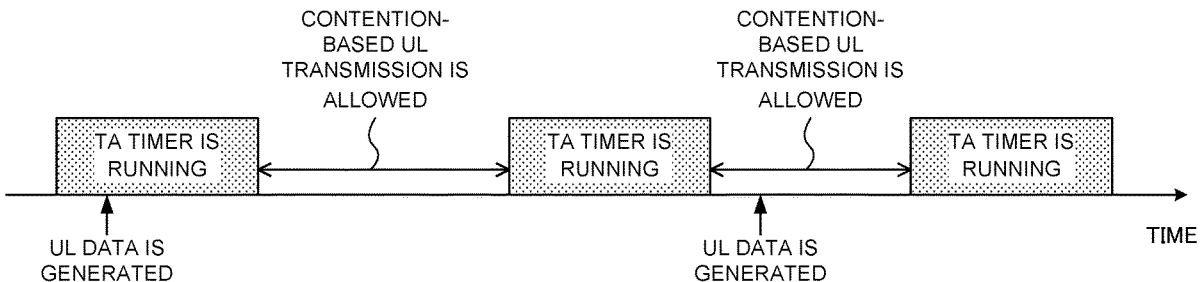 CONTENTION-
BASED UL
TRANSMISSION IS
ALLOWED
CONTENTION-
BASED UL
TRANSMISSION IS
ALLOWED
TA TIMER IS
RUNNING
TA TIMER IS
RUNNING
TA TIMER IS
RUNNING
UL DATA IS
GENERATED
UL DATA IS
GENERATED
TIME